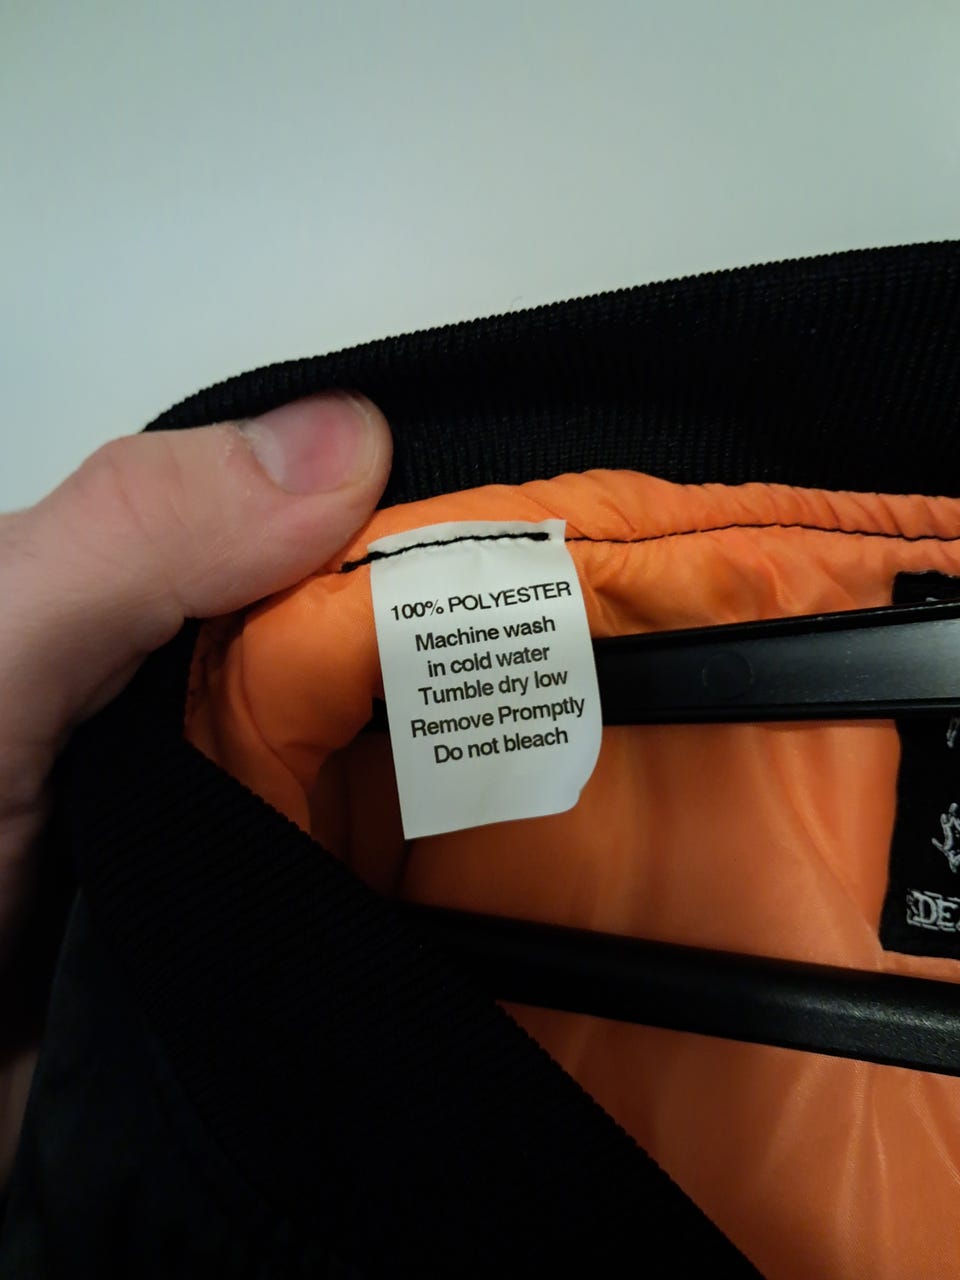 100% POLYESTER
Machine wash
in cold water
Tumble dry low
Remove Promptly
Do not bleach